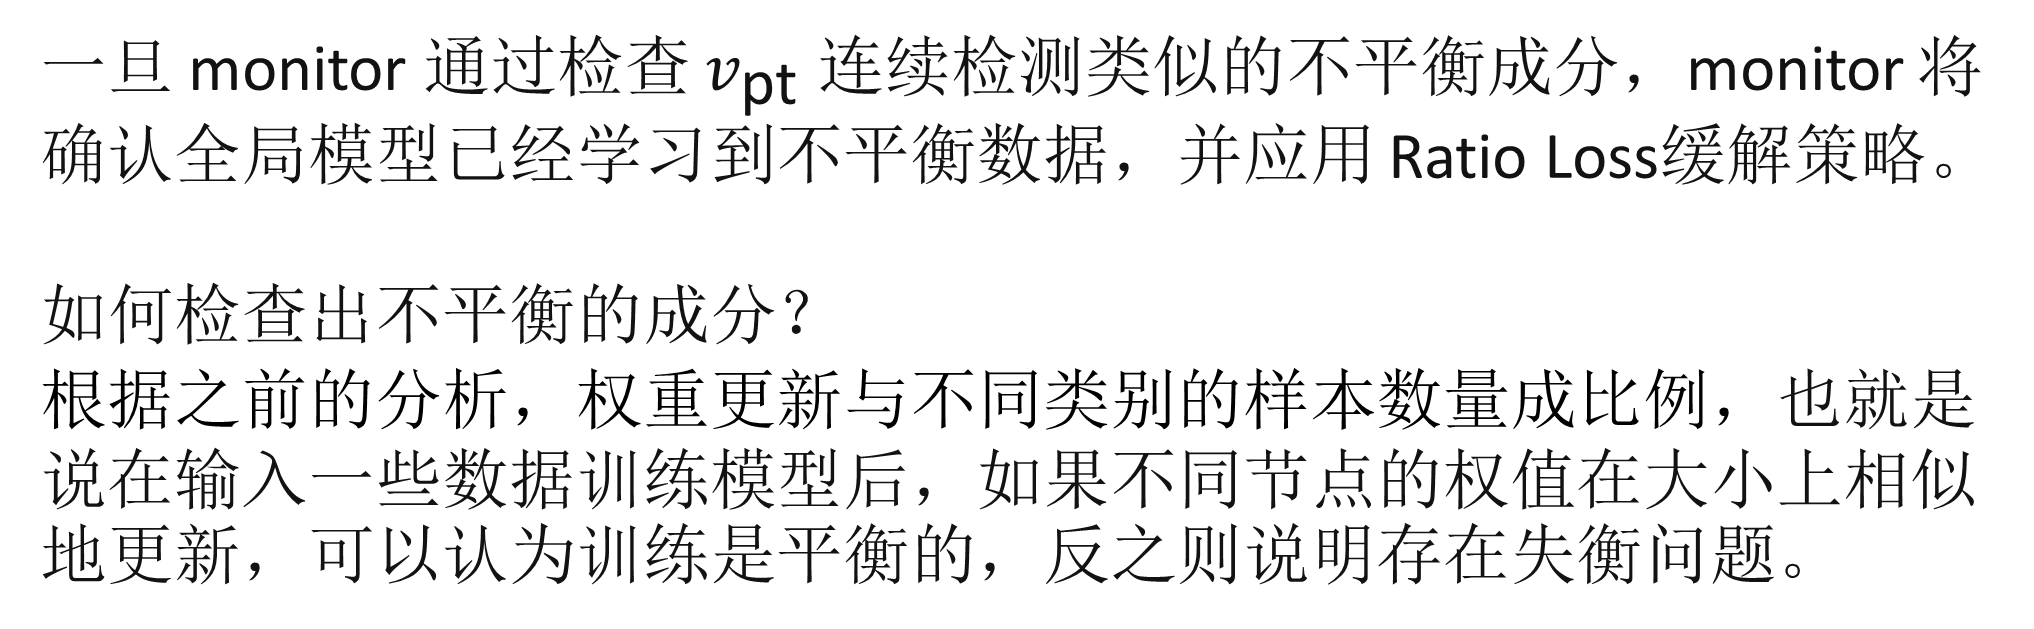 一旦 monitor 通过检查 𝑣pt 连续检测类似的不平衡成分，monitor 将
确认全局模型已经学习到不平衡数据，并应用 Ratio Loss缓解策略。
如何检查出不平衡的成分？
根据之前的分析，权重更新与不同类别的样本数量成比例，也就是
说在输入一些数据训练模型后，如果不同节点的权值在大小上相似
地更新，可以认为训练是平衡的，反之则说明存在失衡问题。